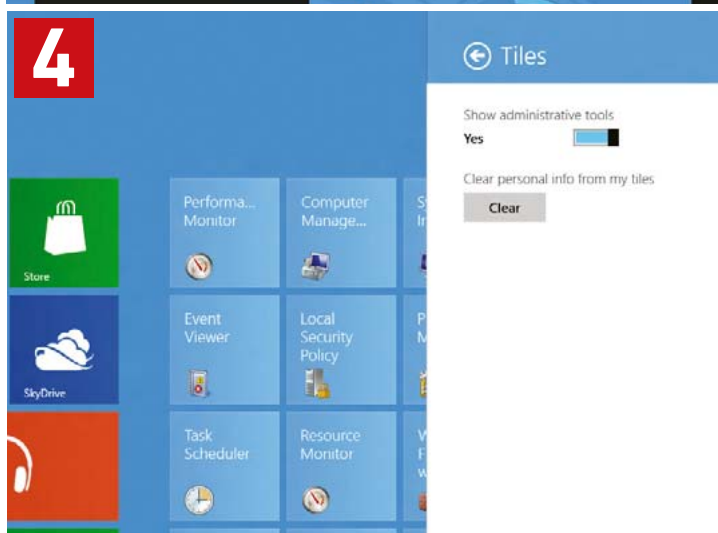 4
Tiles
Show administrative tools
Yes
Clear personal info from my tiles
Clear
Store
Performa...
Monitor
Computer
Manage...
SkyDrive
Event
Viewer
Local
Security
Policy
Task
Scheduler
Resource
Monitor